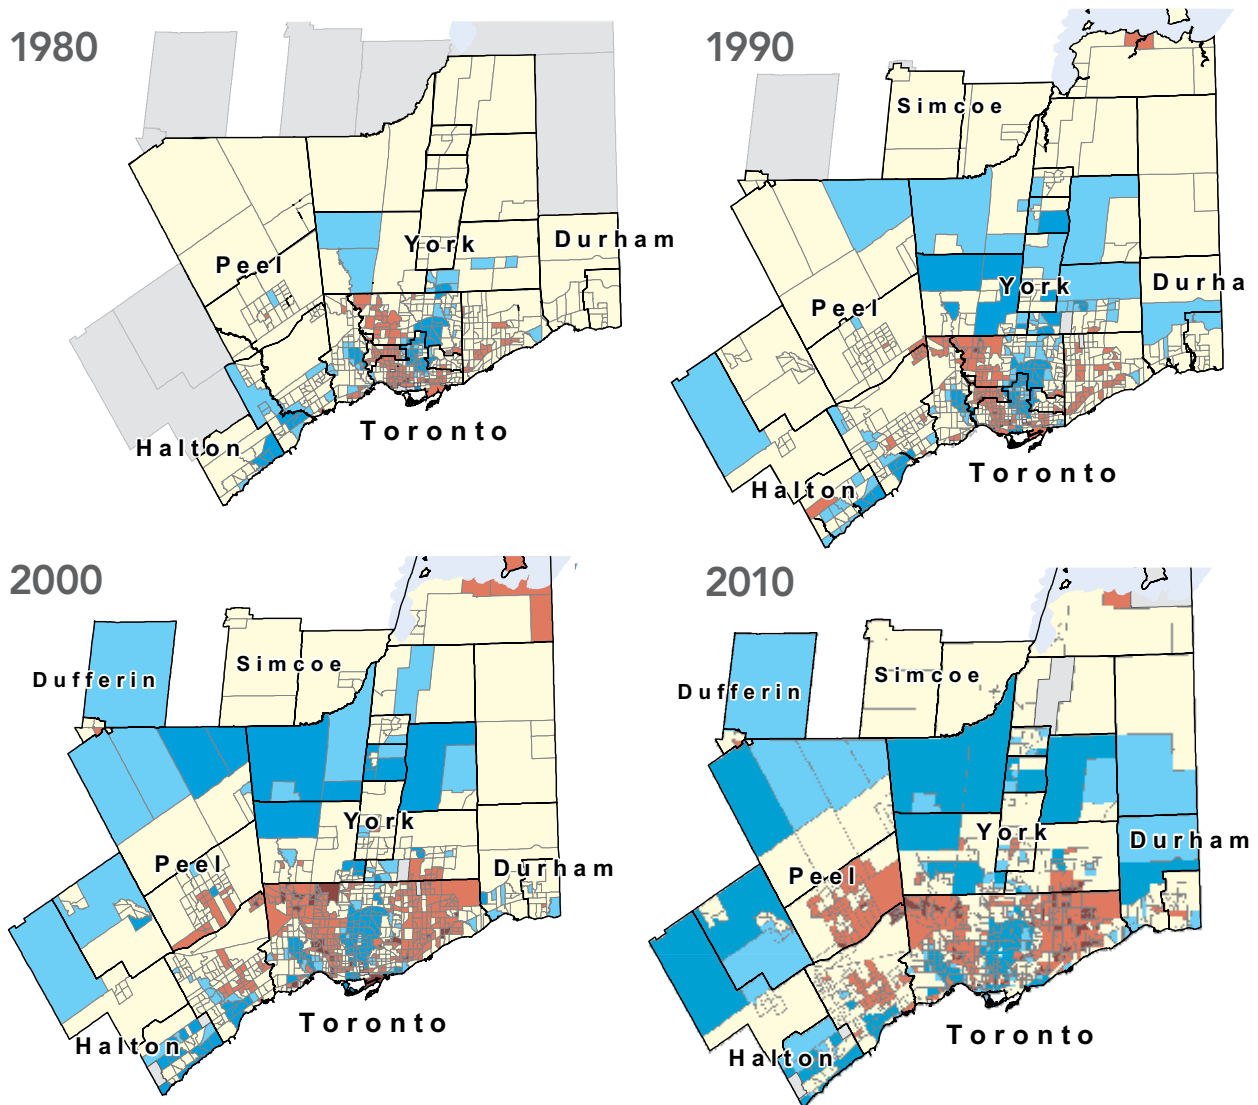 1980
York
Durham
Peel
Halton
Toronto
1990
Simcoe
York
Durha
Peel
Halton
Toronto
2000
Dufferin
Simcoe
York
Peel
Durham
Halton
Toronto
2010
Dufferin
Simcoe
York
Durham
Peel
Halton
Toronto